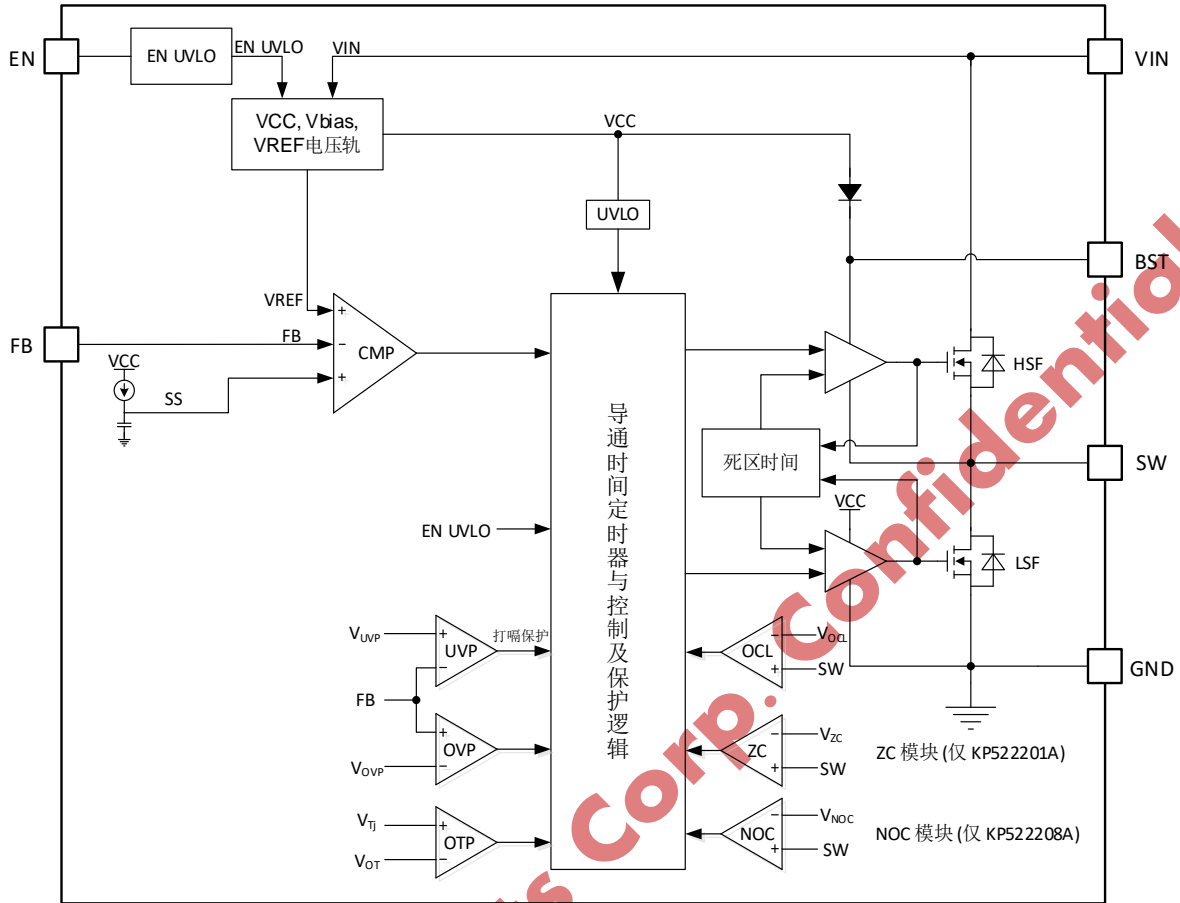 EN
EN UVLO
EN UVLO
VIN
VIN
VCC, Vbias,
VREF电压轨
VCC
UVLO
BST
VREF
FB
FB
CMP
VCC
SS
HSF
导通时间定时器与控制及保护逻辑
死区时间
SW
VCC
EN UVLO
LSF
VUVP
UVP
打嗝保护
FB
OVP
VOVP
VTj
OTP
VOT
OCL
VOCL
SW
GND
ZC
VZC
SW
ZC 模块 (仅 KP522201A)
NOC
VNOC
SW
NOC 模块 (仅 KP522208A)
s Corp. Confidential